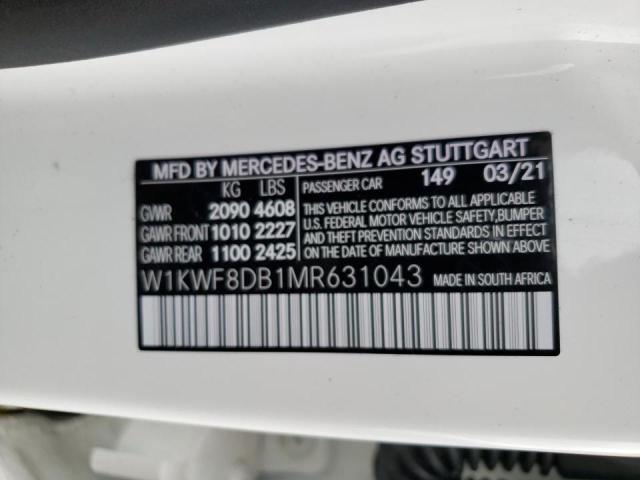 MFD BY MERCEDES-BENZ AG STUTTGART
KG LBS PASSENGER CAR 149 03/21
GVWR 2090 4608
GAWR FRONT 1010 2227
GAWR REAR 1100 2425
THIS VEHICLE CONFORMS TO ALL APPLICABLE
U.S. FEDERAL MOTOR VEHICLE SAFETY, BUMPER
AND THEFT PREVENTION STANDARDS IN EFFECT
ON THE DATE OF MANUFACTURE SHOWN ABOVE.
W1KWF8DB1MR631043 MADE IN SOUTH AFRICA